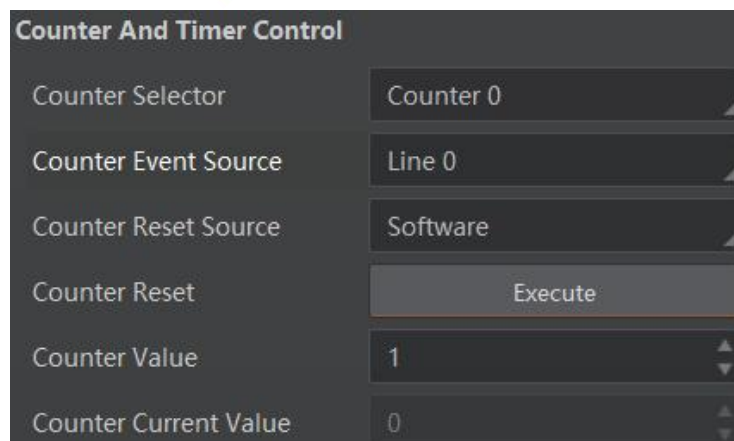 Counter And Timer Control
Counter Selector Counter 0
Counter Event Source Line 0
Counter Reset Source Software
Counter Reset Execute
Counter Value 1
Counter Current Value 0